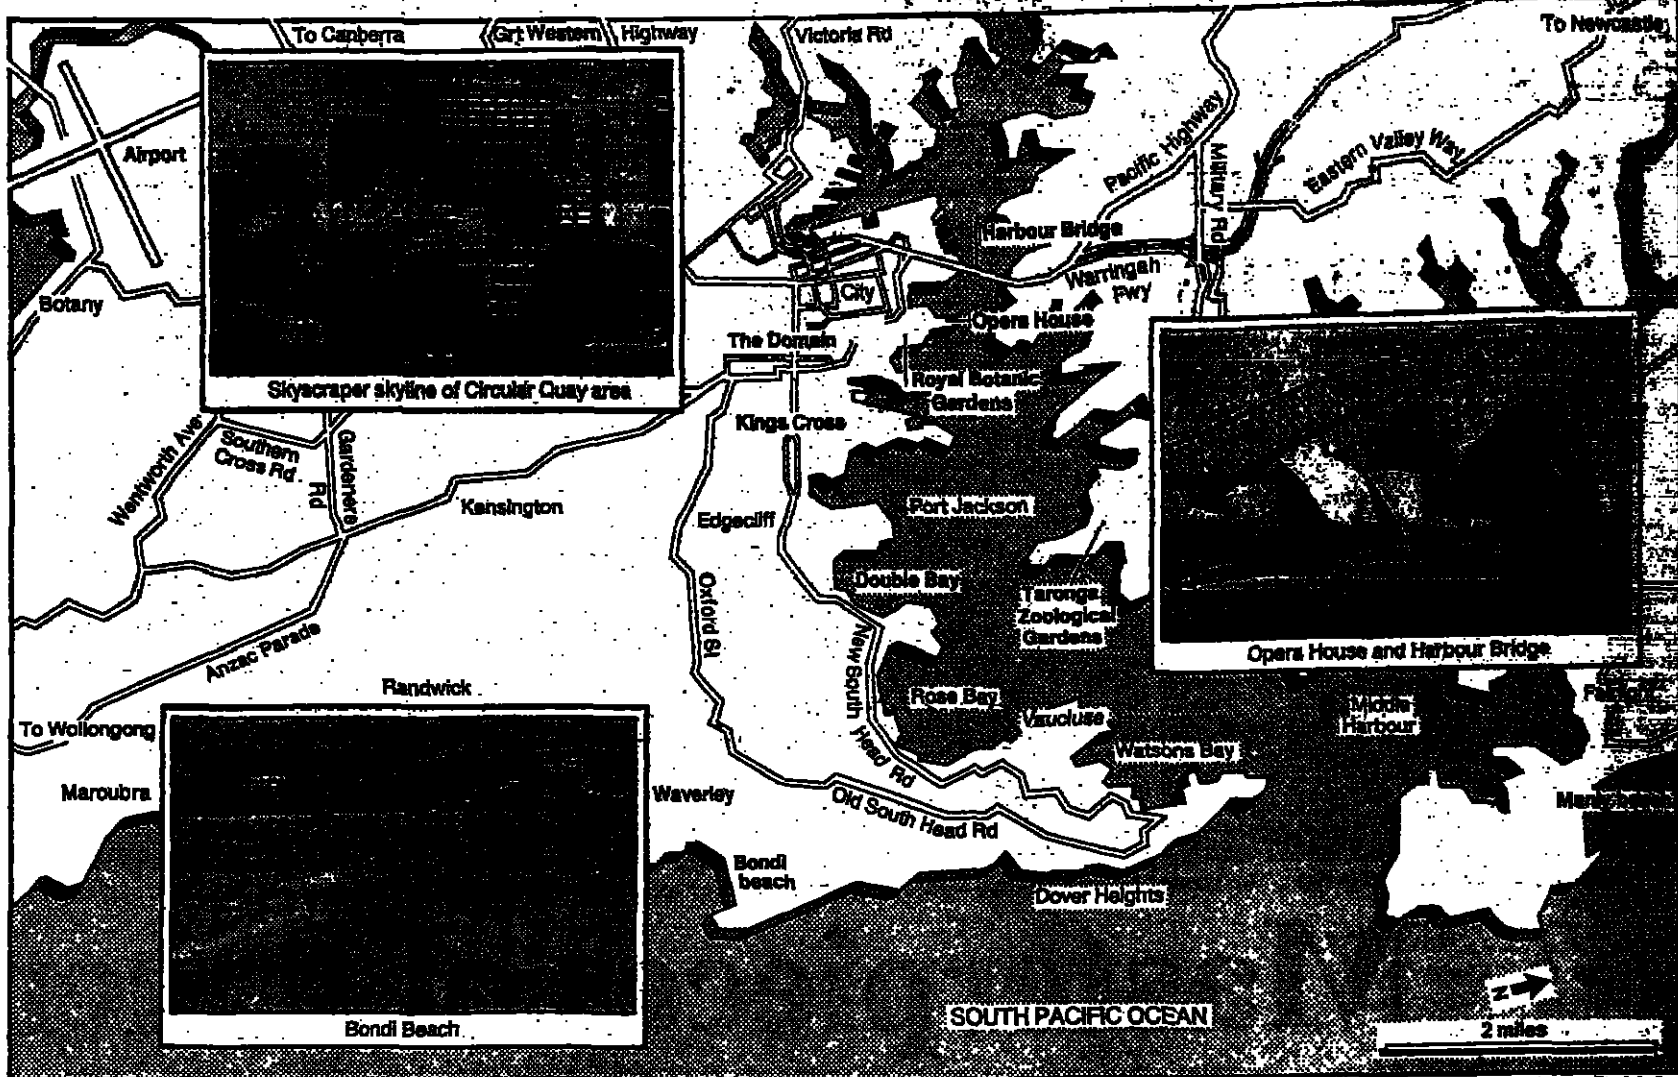 To Canberra
Grt Western Highway
Victoria Rd
To Newcastle
Airport
Pacific Highway
Military Rd
Eastern Valley Way
Harbour Bridge
Warringah
Fwy
Botany
City
Opera House
The Domain
Skyscraper skyline of Circular Quay area
Royal Botanic
Gardens
Kings Cross
Wentworth Ave
Southern
Cross Rd
Gardeners
Rd
Kensington
Edgecliff
Port Jackson
Double Bay
Taronga
Zoological
Gardens
Oxford St
New South Head Rd
Opera House and Harbour Bridge
Anzac Parade
Randwick
Rose Bay
Vaucluse
Middle
Harbour
To Wollongong
Watsons Bay
Maroubra
Waverley
Old South Head Rd
Bondi
beach
Dover Heights
N
SOUTH PACIFIC OCEAN
2 miles
Bondi Beach